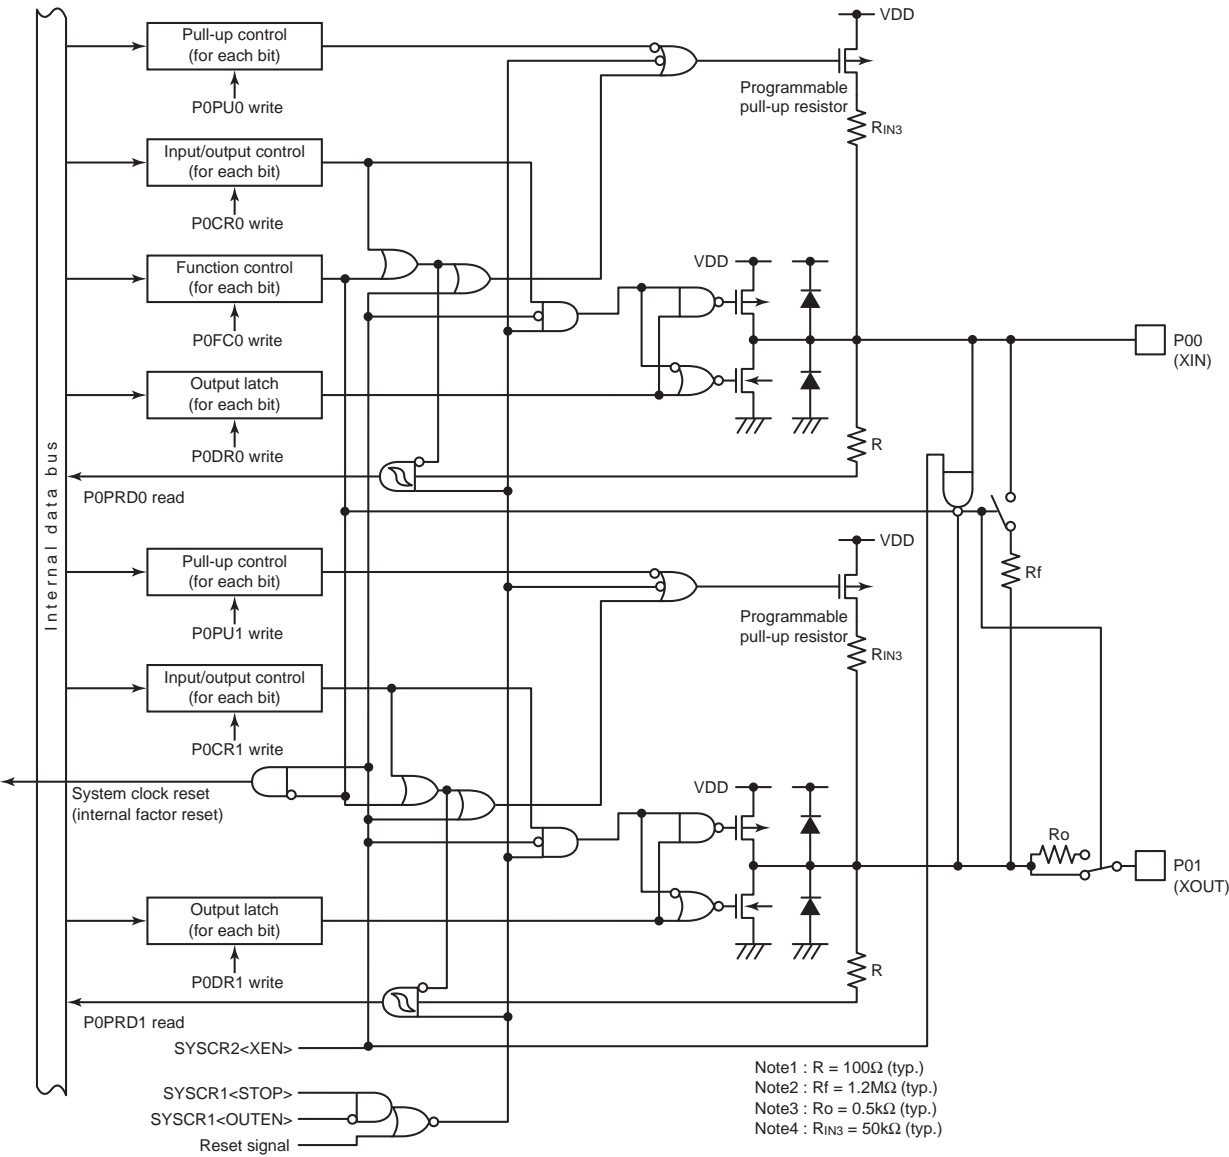 VDD
Pull-up control
(for each bit)
P0PU0 write
Programmable
pull-up resistor
RIN3
Input/output control
(for each bit)
P0CR0 write
Function control
(for each bit)
P0FC0 write
VDD
P00
(XIN)
Output latch
(for each bit)
P0DR0 write
R
P0PRD0 read
Internal data bus
VDD
Pull-up control
(for each bit)
P0PU1 write
Rf
Programmable
pull-up resistor
RIN3
Input/output control
(for each bit)
P0CR1 write
System clock reset
(internal factor reset)
VDD
Ro
P01
(XOUT)
Output latch
(for each bit)
P0DR1 write
R
P0PRD1 read
SYSCR2<XEN>
SYSCR1<STOP>
SYSCR1<OUTEN>
Reset signal
Note1 : R = 100Ω (typ.)
Note2 : Rf = 1.2MΩ (typ.)
Note3 : Ro = 0.5kΩ (typ.)
Note4 : RIN3 = 50kΩ (typ.)